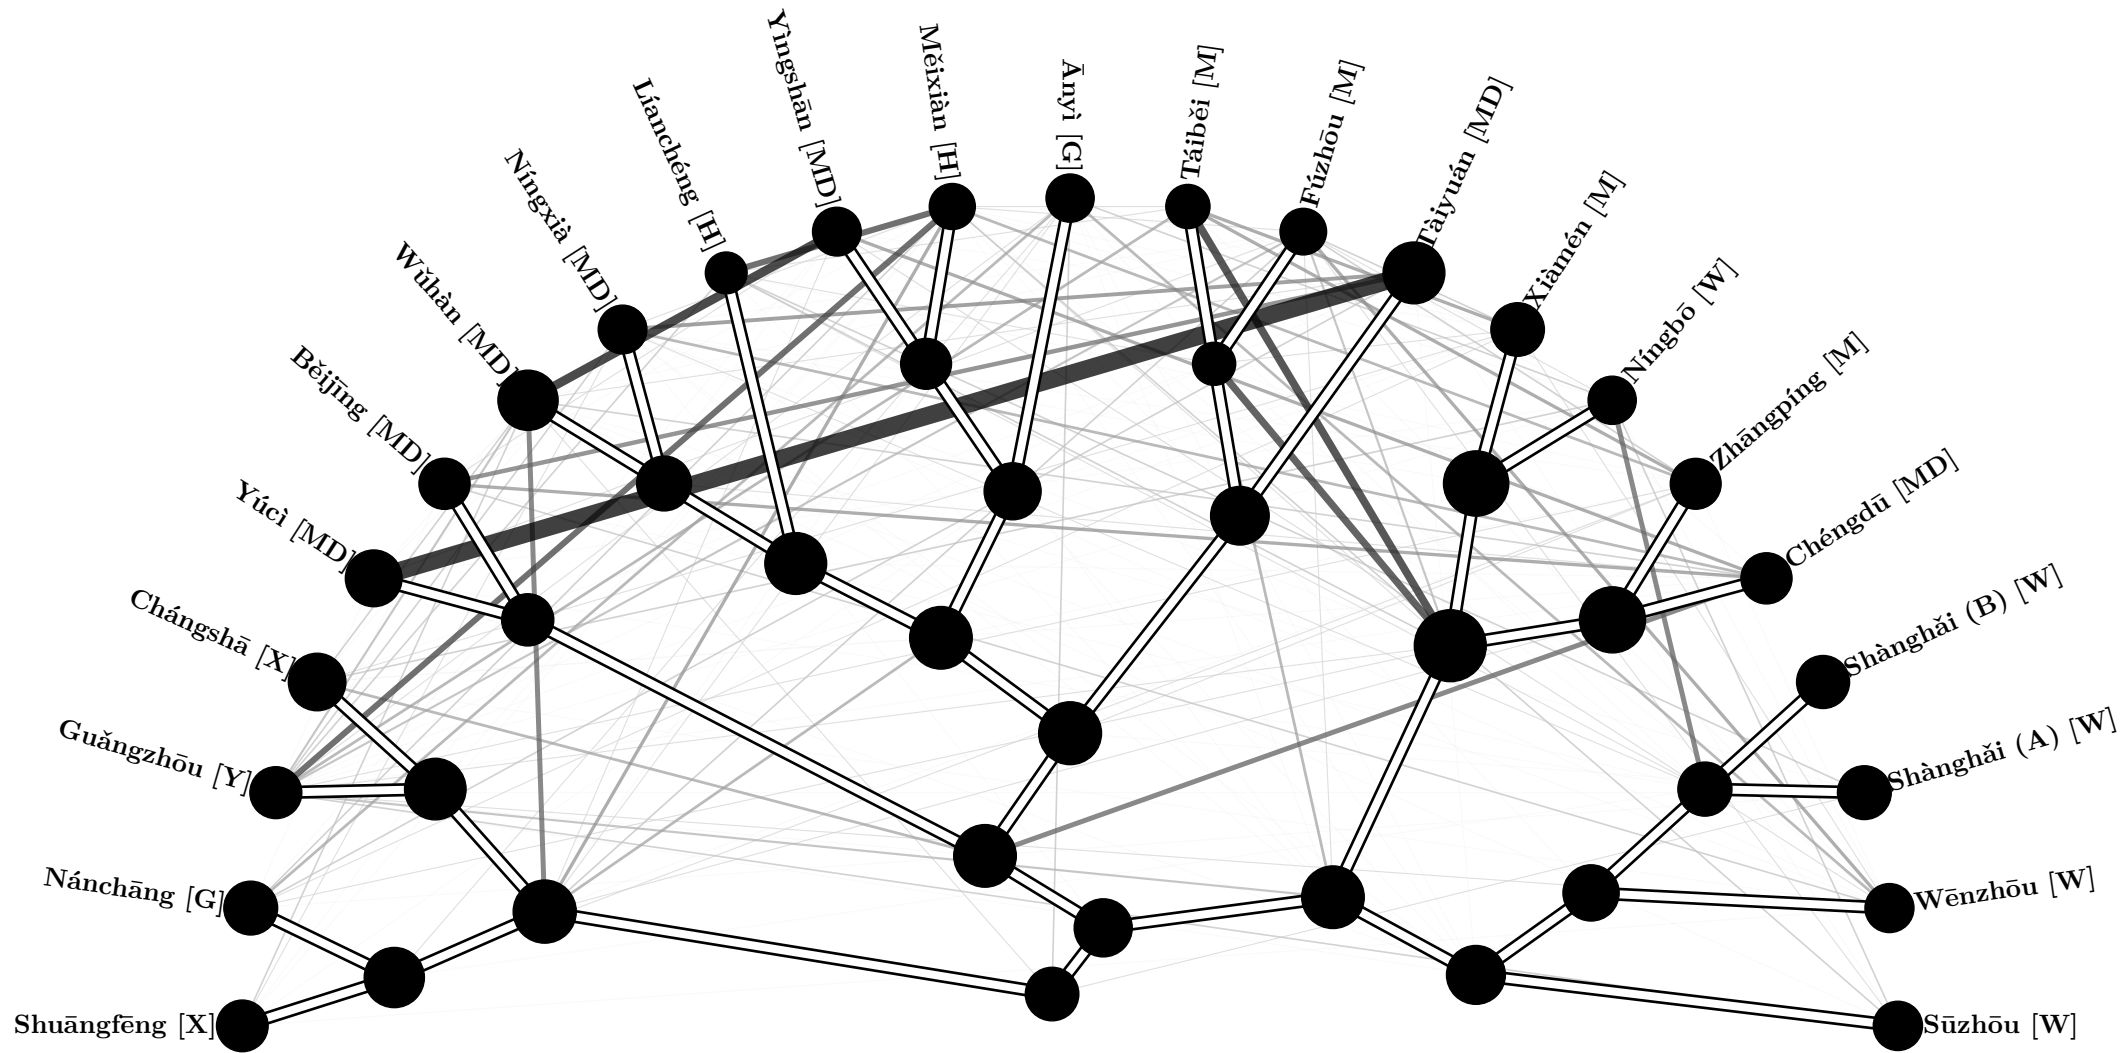 Shuāngfēng [X]
Nánchāng [G]
Guǎngzhōu [Y]
Chángshā [X]
Yúcì [MD]
Běijīng [MD]
Wǔhàn [MD]
Níngxià [MD]
Líanchéng [H]
Yìngshān [MD]
Měixiàn [H]
Ānyì [G]
Táiběi [M]
Fúzhōu [M]
Tàiyuán [MD]
Xiàmén [M]
Níngbō [W]
Zhāngpíng [M]
Chéngdū [MD]
Shànghǎi (B) [W]
Shànghǎi (A) [W]
Wēnzhōu [W]
Sūzhōu [W]